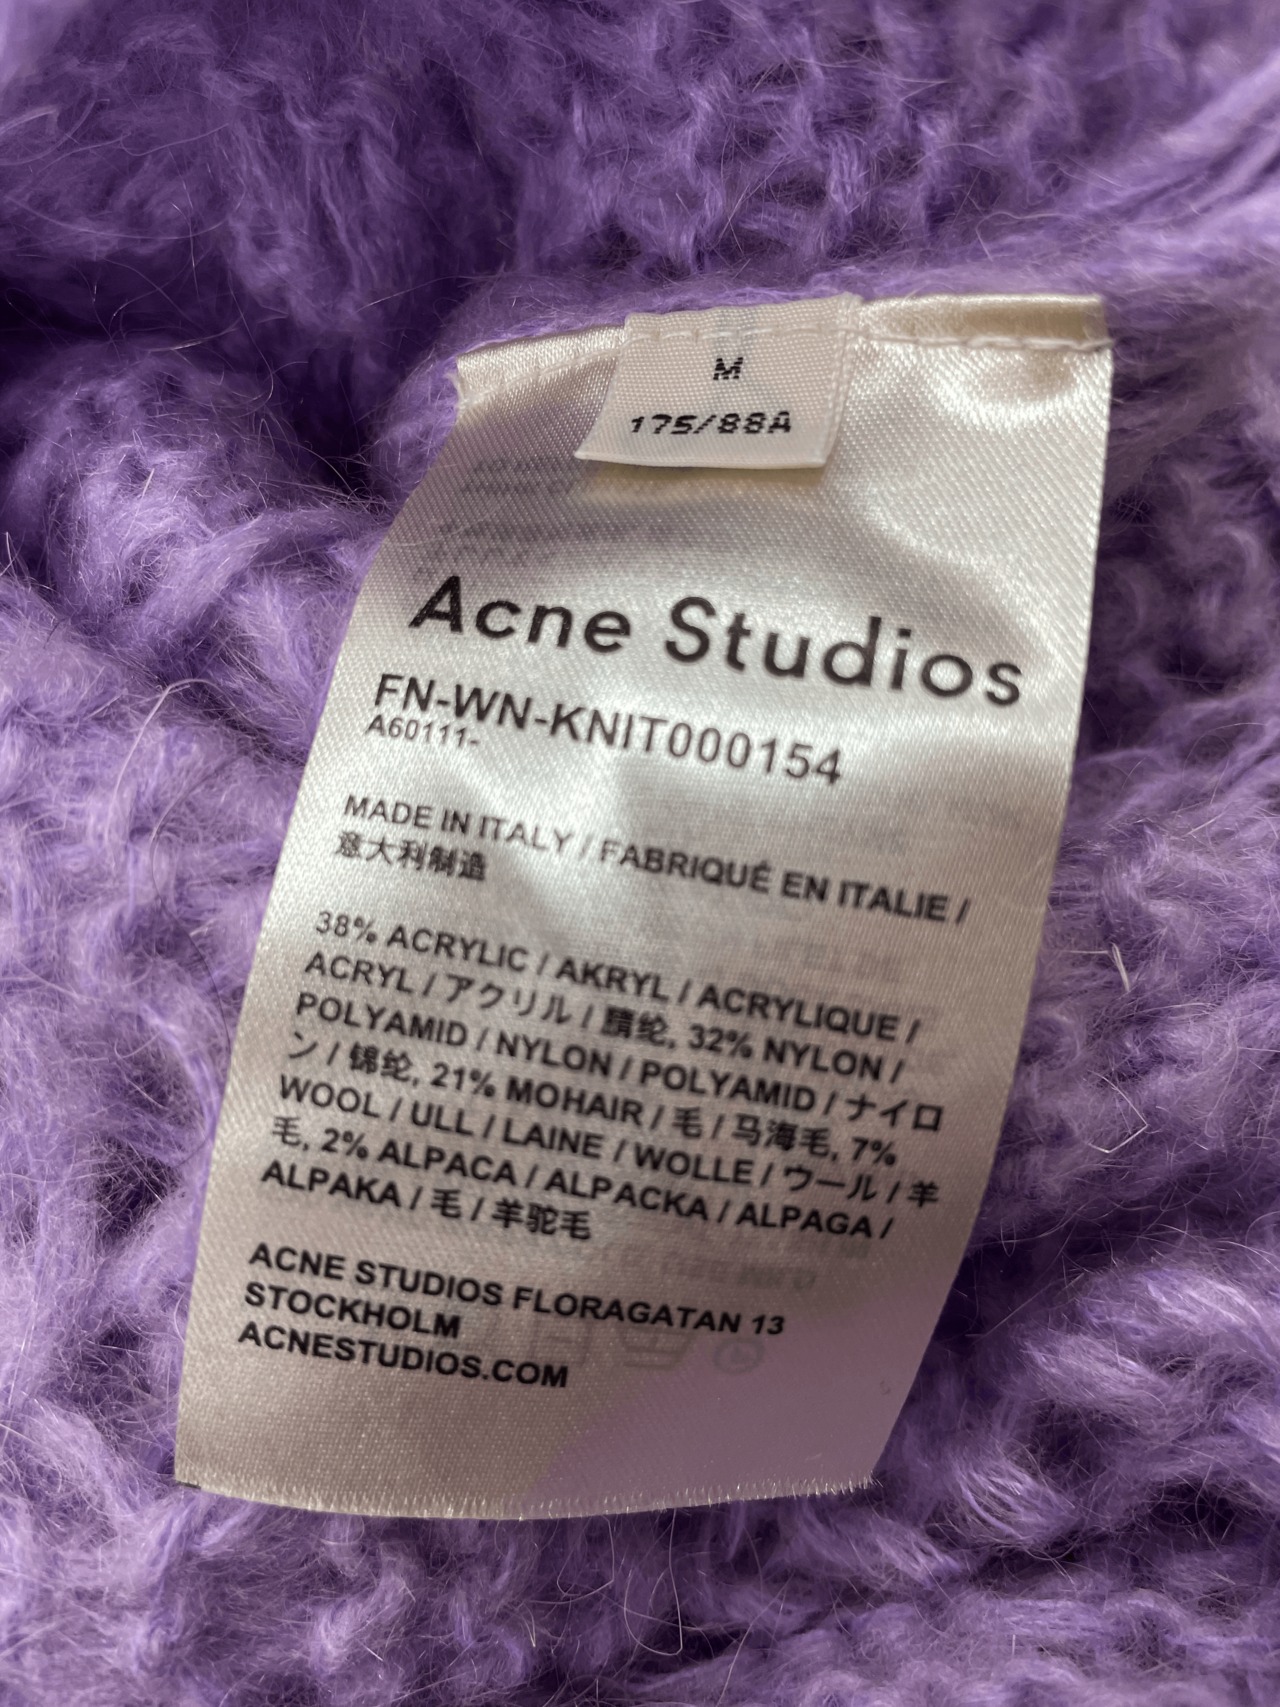 M
175/88A
Acne Studios
FN-WN-KNIT000154
A60111-
MADE IN ITALY / FABRIQUÉ EN ITALIE /
意大利制造
38% ACRYLIC / AKRYL / ACRYLIQUE /
ACRYL / アクリル / 腈纶, 32% NYLON /
POLYAMID / NYLON / POLYAMID / ナイロ
ン / 锦纶, 21% MOHAIR / 毛 / 马海毛, 7%
WOOL / ULL / LAINE / WOLLE / ウール / 羊
毛, 2% ALPACA / ALPACKA / ALPAGA /
ALPAKA / 毛 / 羊驼毛
ACNE STUDIOS FLORAGATAN 13
STOCKHOLM
ACNESTUDIOS.COM